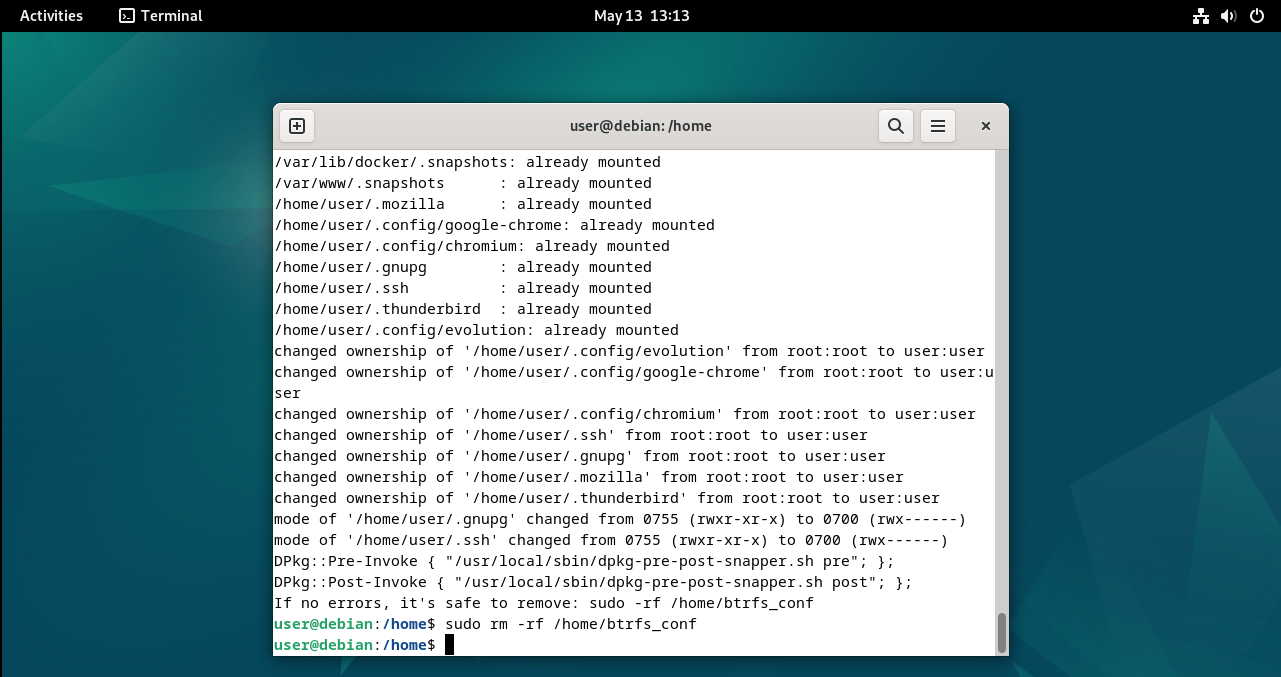 Activities Terminal May 13 13:13
user@debian: /home
/var/lib/docker/.snapshots: already mounted
/var/www/.snapshots      : already mounted
/home/user/.mozilla      : already mounted
/home/user/.config/google-chrome: already mounted
/home/user/.config/chromium: already mounted
/home/user/.gnupg        : already mounted
/home/user/.ssh          : already mounted
/home/user/.thunderbird  : already mounted
/home/user/.config/evolution: already mounted
changed ownership of '/home/user/.config/evolution' from root:root to user:user
changed ownership of '/home/user/.config/google-chrome' from root:root to user:u
ser
changed ownership of '/home/user/.config/chromium' from root:root to user:user
changed ownership of '/home/user/.ssh' from root:root to user:user
changed ownership of '/home/user/.gnupg' from root:root to user:user
changed ownership of '/home/user/.mozilla' from root:root to user:user
changed ownership of '/home/user/.thunderbird' from root:root to user:user
mode of '/home/user/.gnupg' changed from 0755 (rwxr-xr-x) to 0700 (rwx------)
mode of '/home/user/.ssh' changed from 0755 (rwxr-xr-x) to 0700 (rwx------)
DPkg::Pre-Invoke { "/usr/local/sbin/dpkg-pre-post-snapper.sh pre"; };
DPkg::Post-Invoke { "/usr/local/sbin/dpkg-pre-post-snapper.sh post"; };
If no errors, it's safe to remove: sudo -rf /home/btrfs_conf
user@debian:/home$ sudo rm -rf /home/btrfs_conf
user@debian:/home$